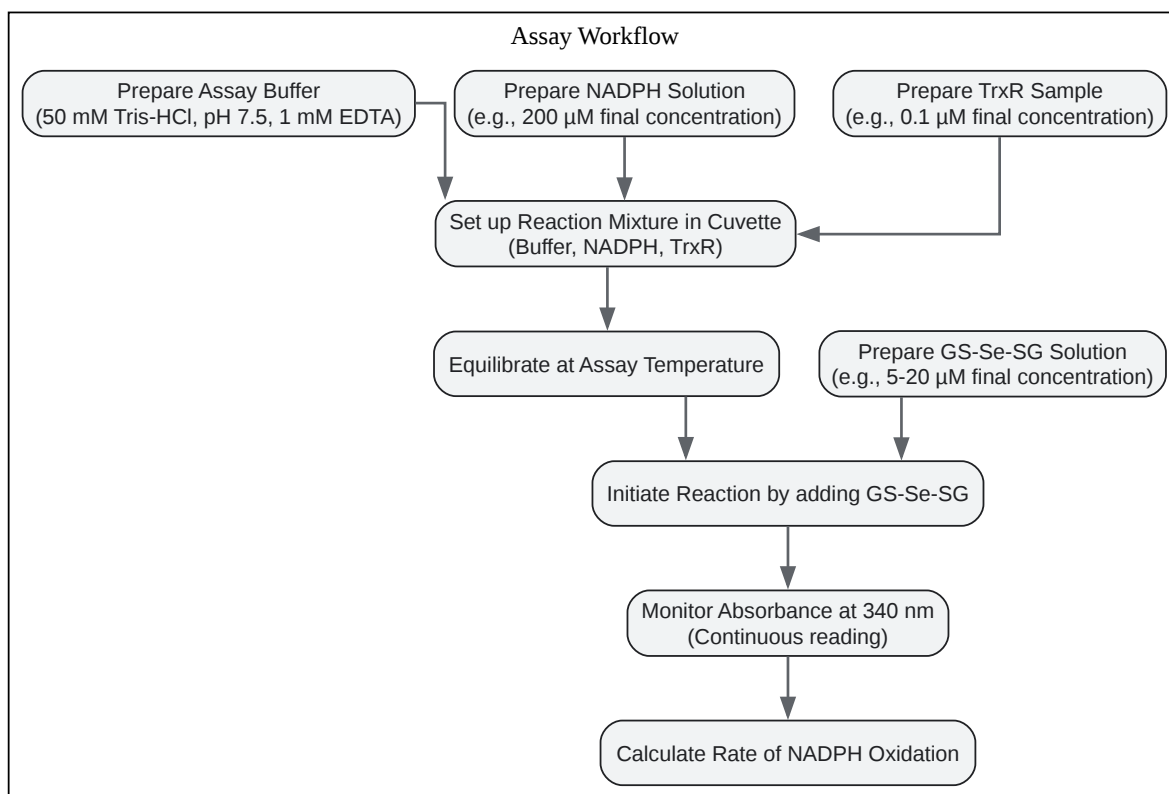 Assay Workflow
Prepare Assay Buffer
(50 mM Tris-HCl, pH 7.5, 1 mM EDTA)
Prepare NADPH Solution
(e.g., 200 µM final concentration)
Prepare TrxR Sample
(e.g., 0.1 µM final concentration)
Set up Reaction Mixture in Cuvette
(Buffer, NADPH, TrxR)
Equilibrate at Assay Temperature
Prepare GS-Se-SG Solution
(e.g., 5-20 µM final concentration)
Initiate Reaction by adding GS-Se-SG
Monitor Absorbance at 340 nm
(Continuous reading)
Calculate Rate of NADPH Oxidation